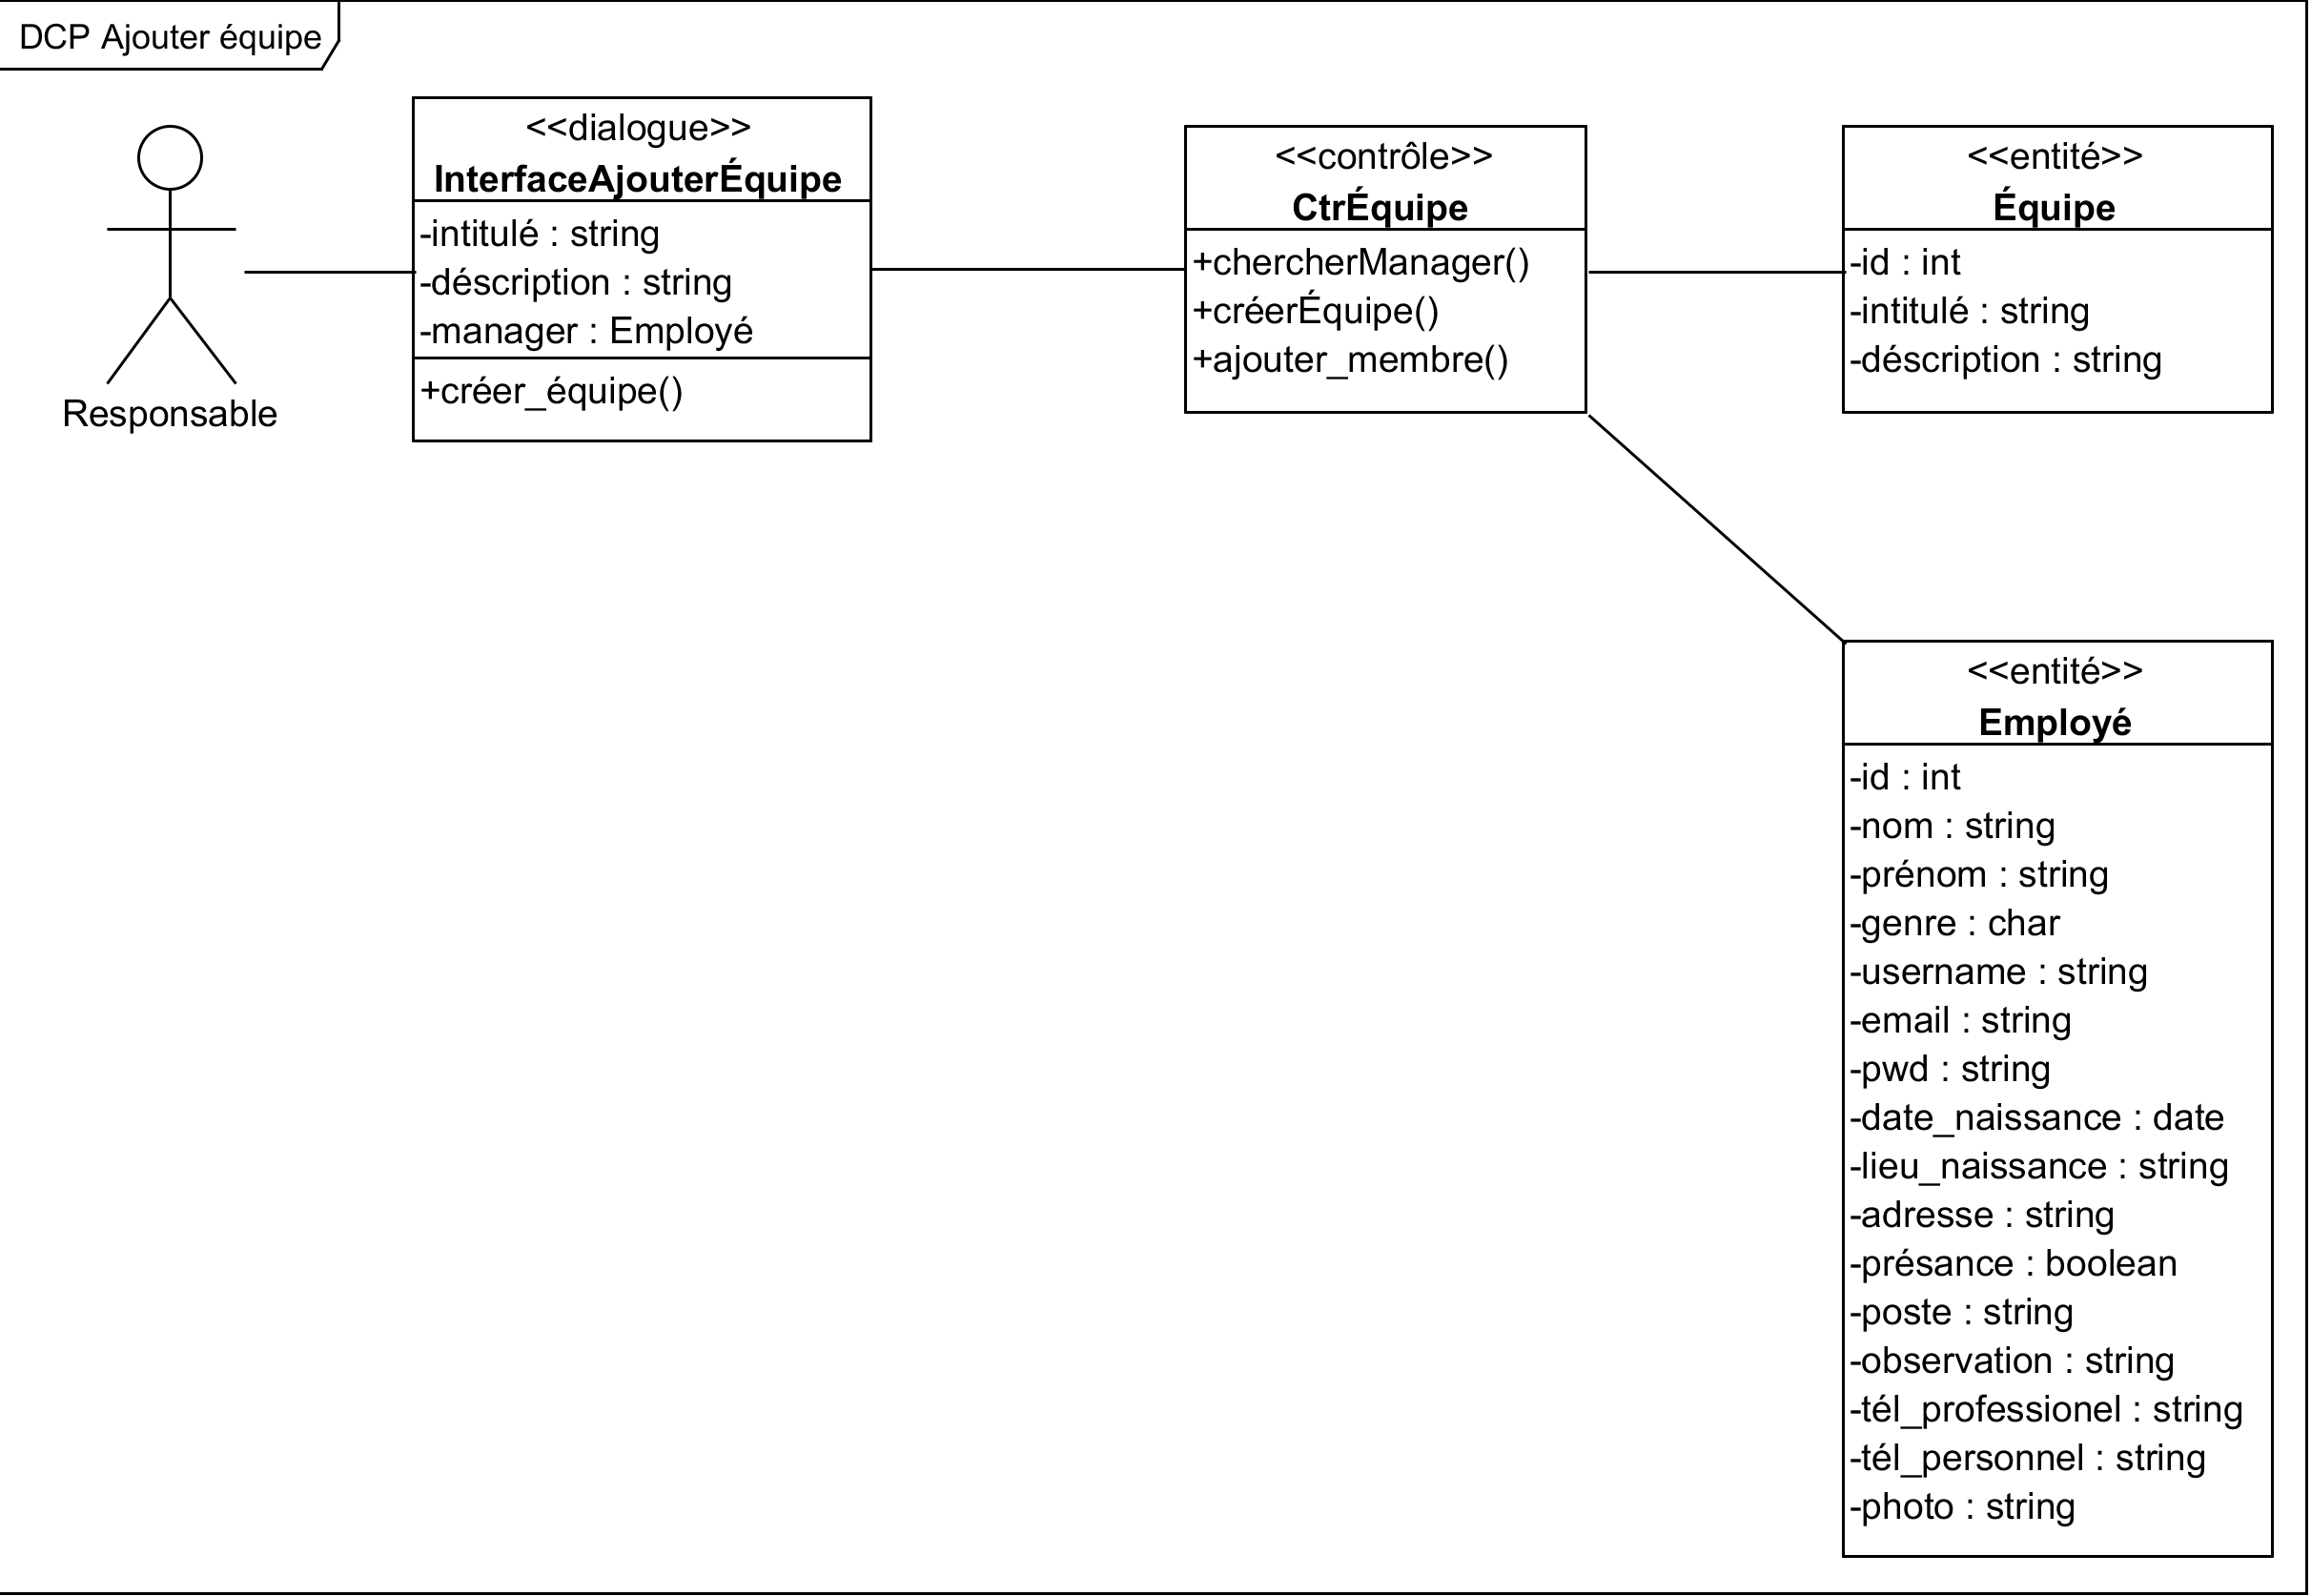 DCP Ajouter équipe
Responsable
<<dialogue>>
InterfaceAjouterÉquipe
-intitulé : string
-déscription : string
-manager : Employé
+créer_équipe()
<<contrôle>>
CtrÉquipe
+chercherManager()
+créerÉquipe()
+ajouter_membre()
<<entité>>
Équipe
-id : int
-intitulé : string
-déscription : string
<<entité>>
Employé
-id : int
-nom : string
-prénom : string
-genre : char
-username : string
-email : string
-pwd : string
-date_naissance : date
-lieu_naissance : string
-adresse : string
-présance : boolean
-poste : string
-observation : string
-tél_professionel : string
-tél_personnel : string
-photo : string